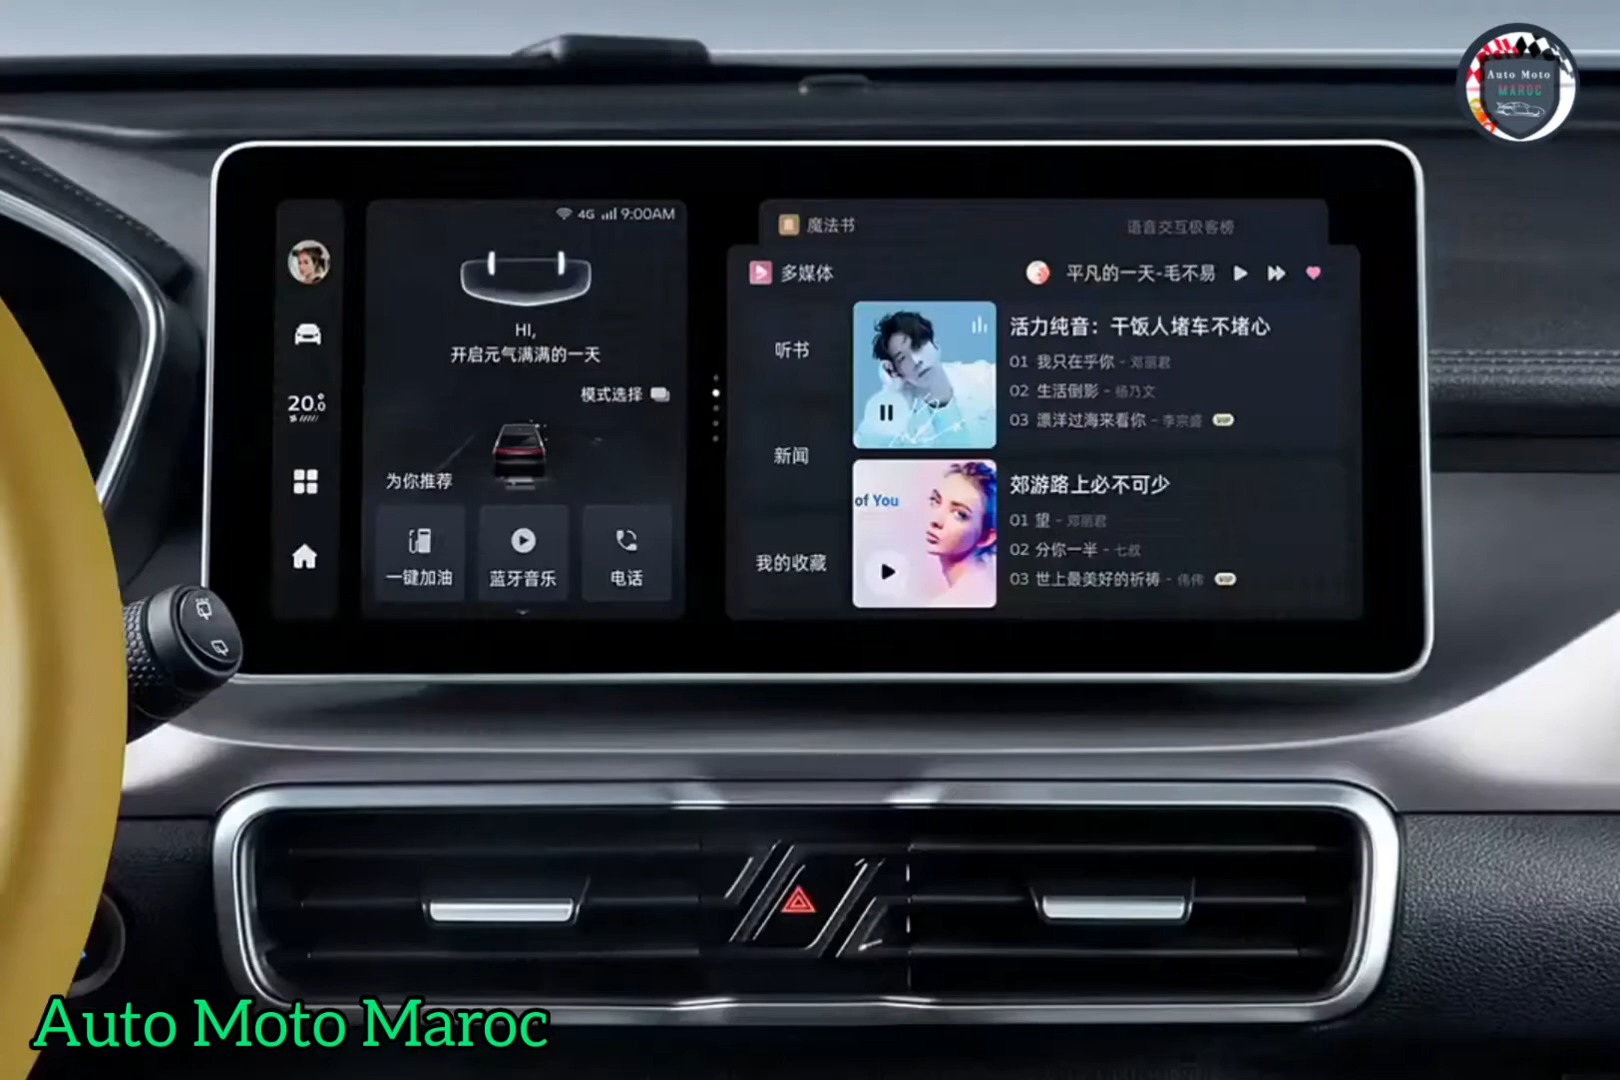 Auto Moto
MAROC
4G 9:00AM
HI,
开启元气满满的一天
模式选择
20.0
为你推荐
一键加油
蓝牙音乐
电话
魔法书
语音交互极客榜
多媒体
平凡的一天-毛不易
听书
新闻
我的收藏
活力纯音：干饭人堵车不堵心
01 我只在乎你 - 邓丽君
02 生活倒影 - 杨乃文
03 漂洋过海来看你 - 李宗盛 VIP
of You
郊游路上必不可少
01 望 - 邓丽君
02 分你一半 - 七叔
03 世上最美好的祈祷 - 伟伟 VIP
Auto Moto Maroc